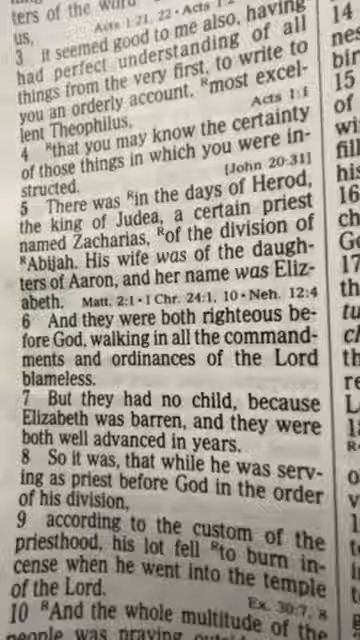 ters of the word
Acts 1:21, 22 • Acts 1:2
us,
3 it seemed good to me also, having
had perfect understanding of all
things from the very first, to write to
you an orderly account, Rmost excel-
lent Theophilus,
Acts 1:1
4 Rthat you may know the certainty
of those things in which you were in-
structed.
[John 20:31]
5 There was Rin the days of Herod,
the king of Judea, a certain priest
named Zacharias, Rof the division of
RAbijah. His wife was of the daugh-
ters of Aaron, and her name was Eliz-
abeth. Matt. 2:1 • 1 Chr. 24:1, 10 • Neh. 12:4
6 And they were both righteous be-
fore God, walking in all the command-
ments and ordinances of the Lord
blameless.
7 But they had no child, because
Elizabeth was barren, and they were
both well advanced in years.
8 So it was, that while he was serv-
ing as priest before God in the order
of his division,
9 according to the custom of the
priesthood, his lot fell Rto burn in-
cense when he went into the temple
of the Lord.
Ex. 30:7, 8
10 RAnd the whole multitude of the
people was praying
14
15
of
wi
his
16
17